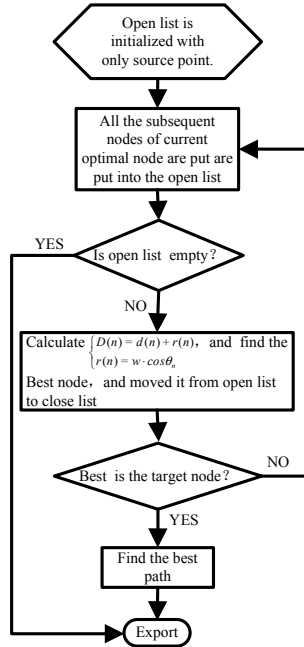 Open list is
initialized with
only source point.
All the subsequent
nodes of current
optimal node are put are
put into the open list
YES
Is open list empty?
NO
Calculate { D(n) = d(n) + r(n), and find the
r(n) = w · cosθₙ
Best node, and moved it from open list
to close list
Best is the target node?
NO
YES
Find the best
path
Export